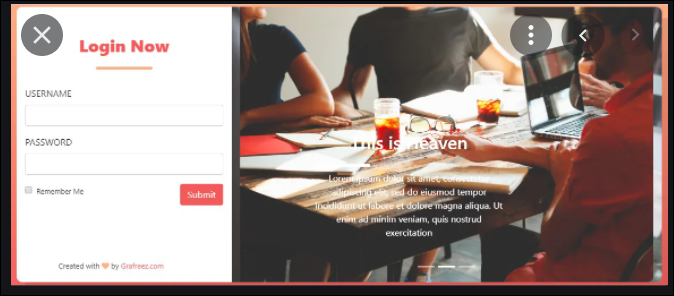 Login Now
USERNAME
PASSWORD
Remember Me
Submit
Created with 🧡 by Grafreez.com
This is Heaven
Lorem ipsum dolor sit amet, consectetur
adipiscing elit, sed do eiusmod tempor
incididunt ut labore et dolore magna aliqua. Ut
enim ad minim veniam, quis nostrud
exercitation